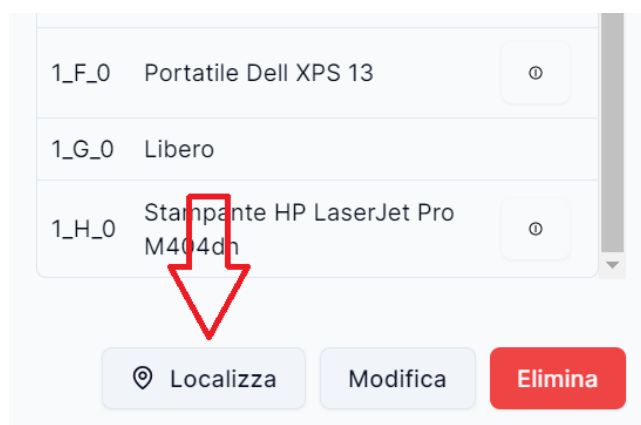 1_F_0 Portatile Dell XPS 13
1_G_0 Libero
Stampante HP LaserJet Pro
1_H_0
M404dn
Localizza Modifica Elimina